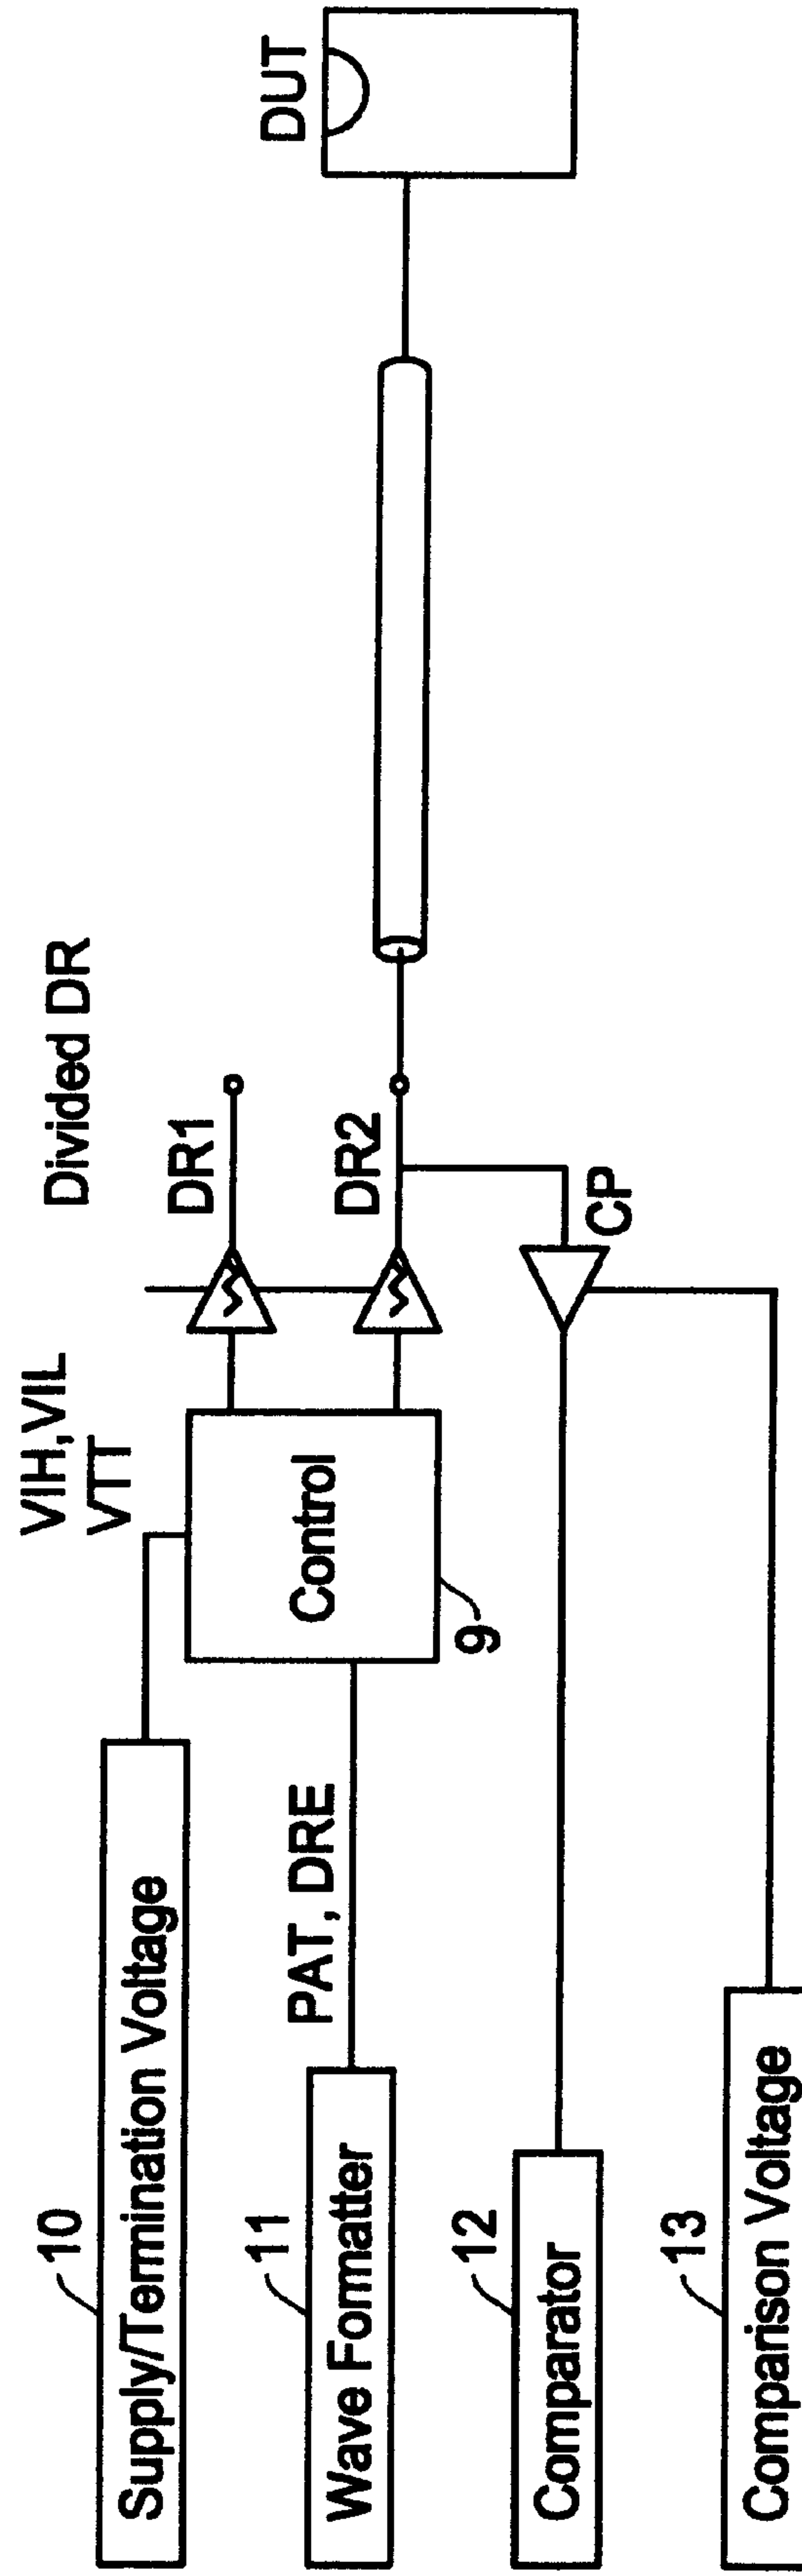 Divided DR
VIH,VIL
VTT
DR1
DR2
DUT
10
Supply/Termination Voltage
Control
9
PAT, DRE
11
Wave Formatter
CP
12
Comparator
13
Comparison Voltage